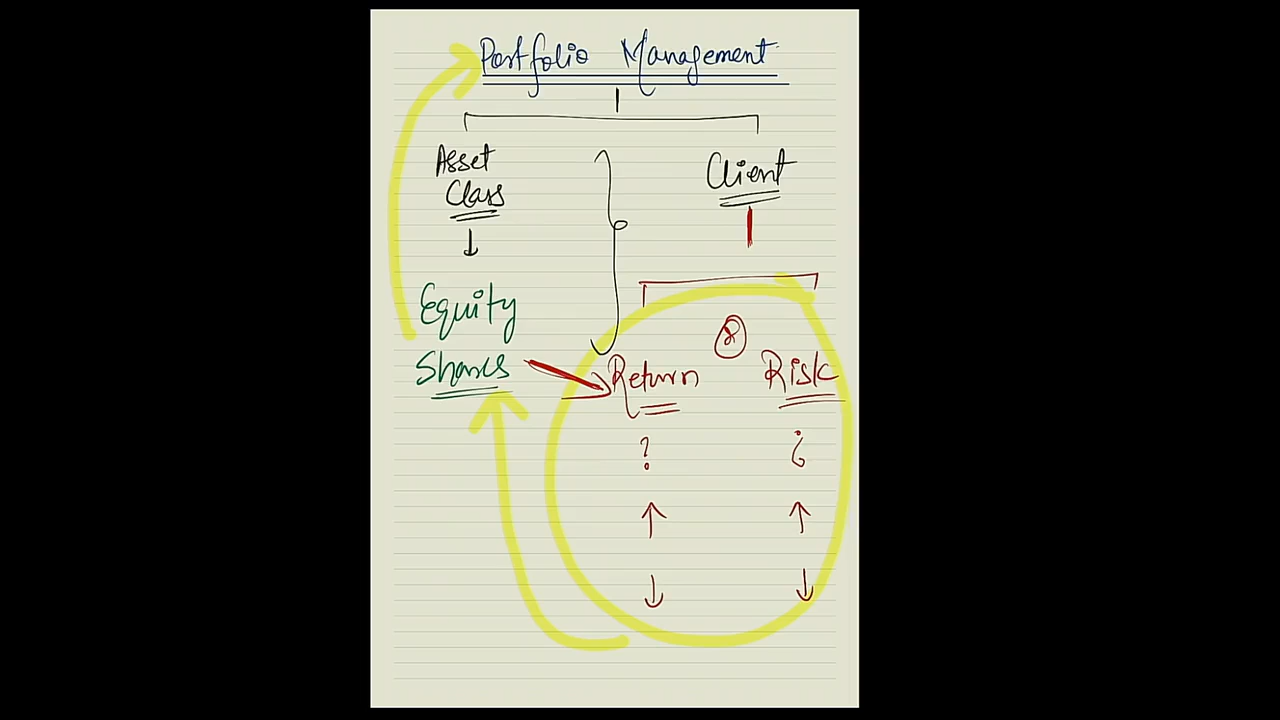 Portfolio Management
Asset
Class
Client
Equity
Shares
Return
Risk
?
¿